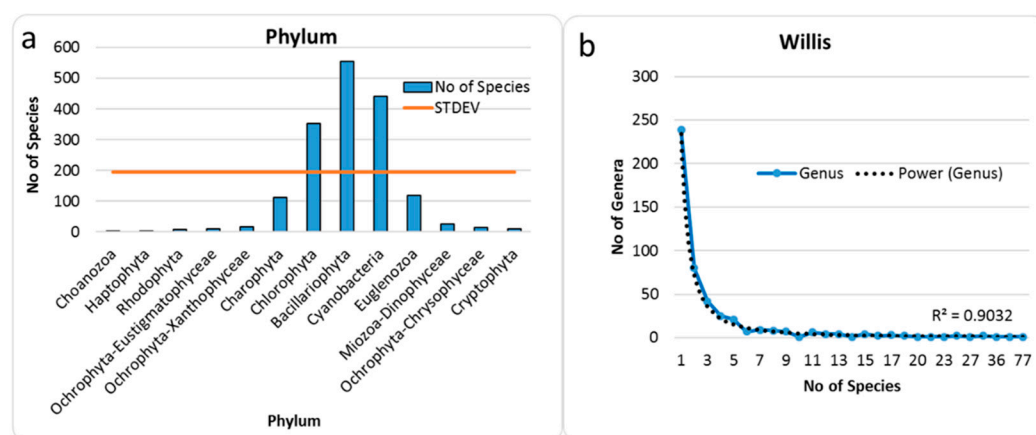 a
Phylum
600
500
400
300
200
100
0
No of Species
No of Species
STDEV
Choanozoa
Haptophyta
Rhodophyta
Ochrophyta-Eustigmatophyceae
Ochrophyta-Xanthophyceae
Charophyta
Chlorophyta
Bacillariophyta
Cyanobacteria
Euglenozoa
Miozoa-Dinophyceae
Ochrophyta-Chrysophyceae
Cryptophyta
Phylum
b
Willis
300
250
200
150
100
50
0
No of Genera
Genus Power (Genus)
R² = 0.9032
1 3 5 7 9 11 13 15 17 20 23 27 36 77
No of Species